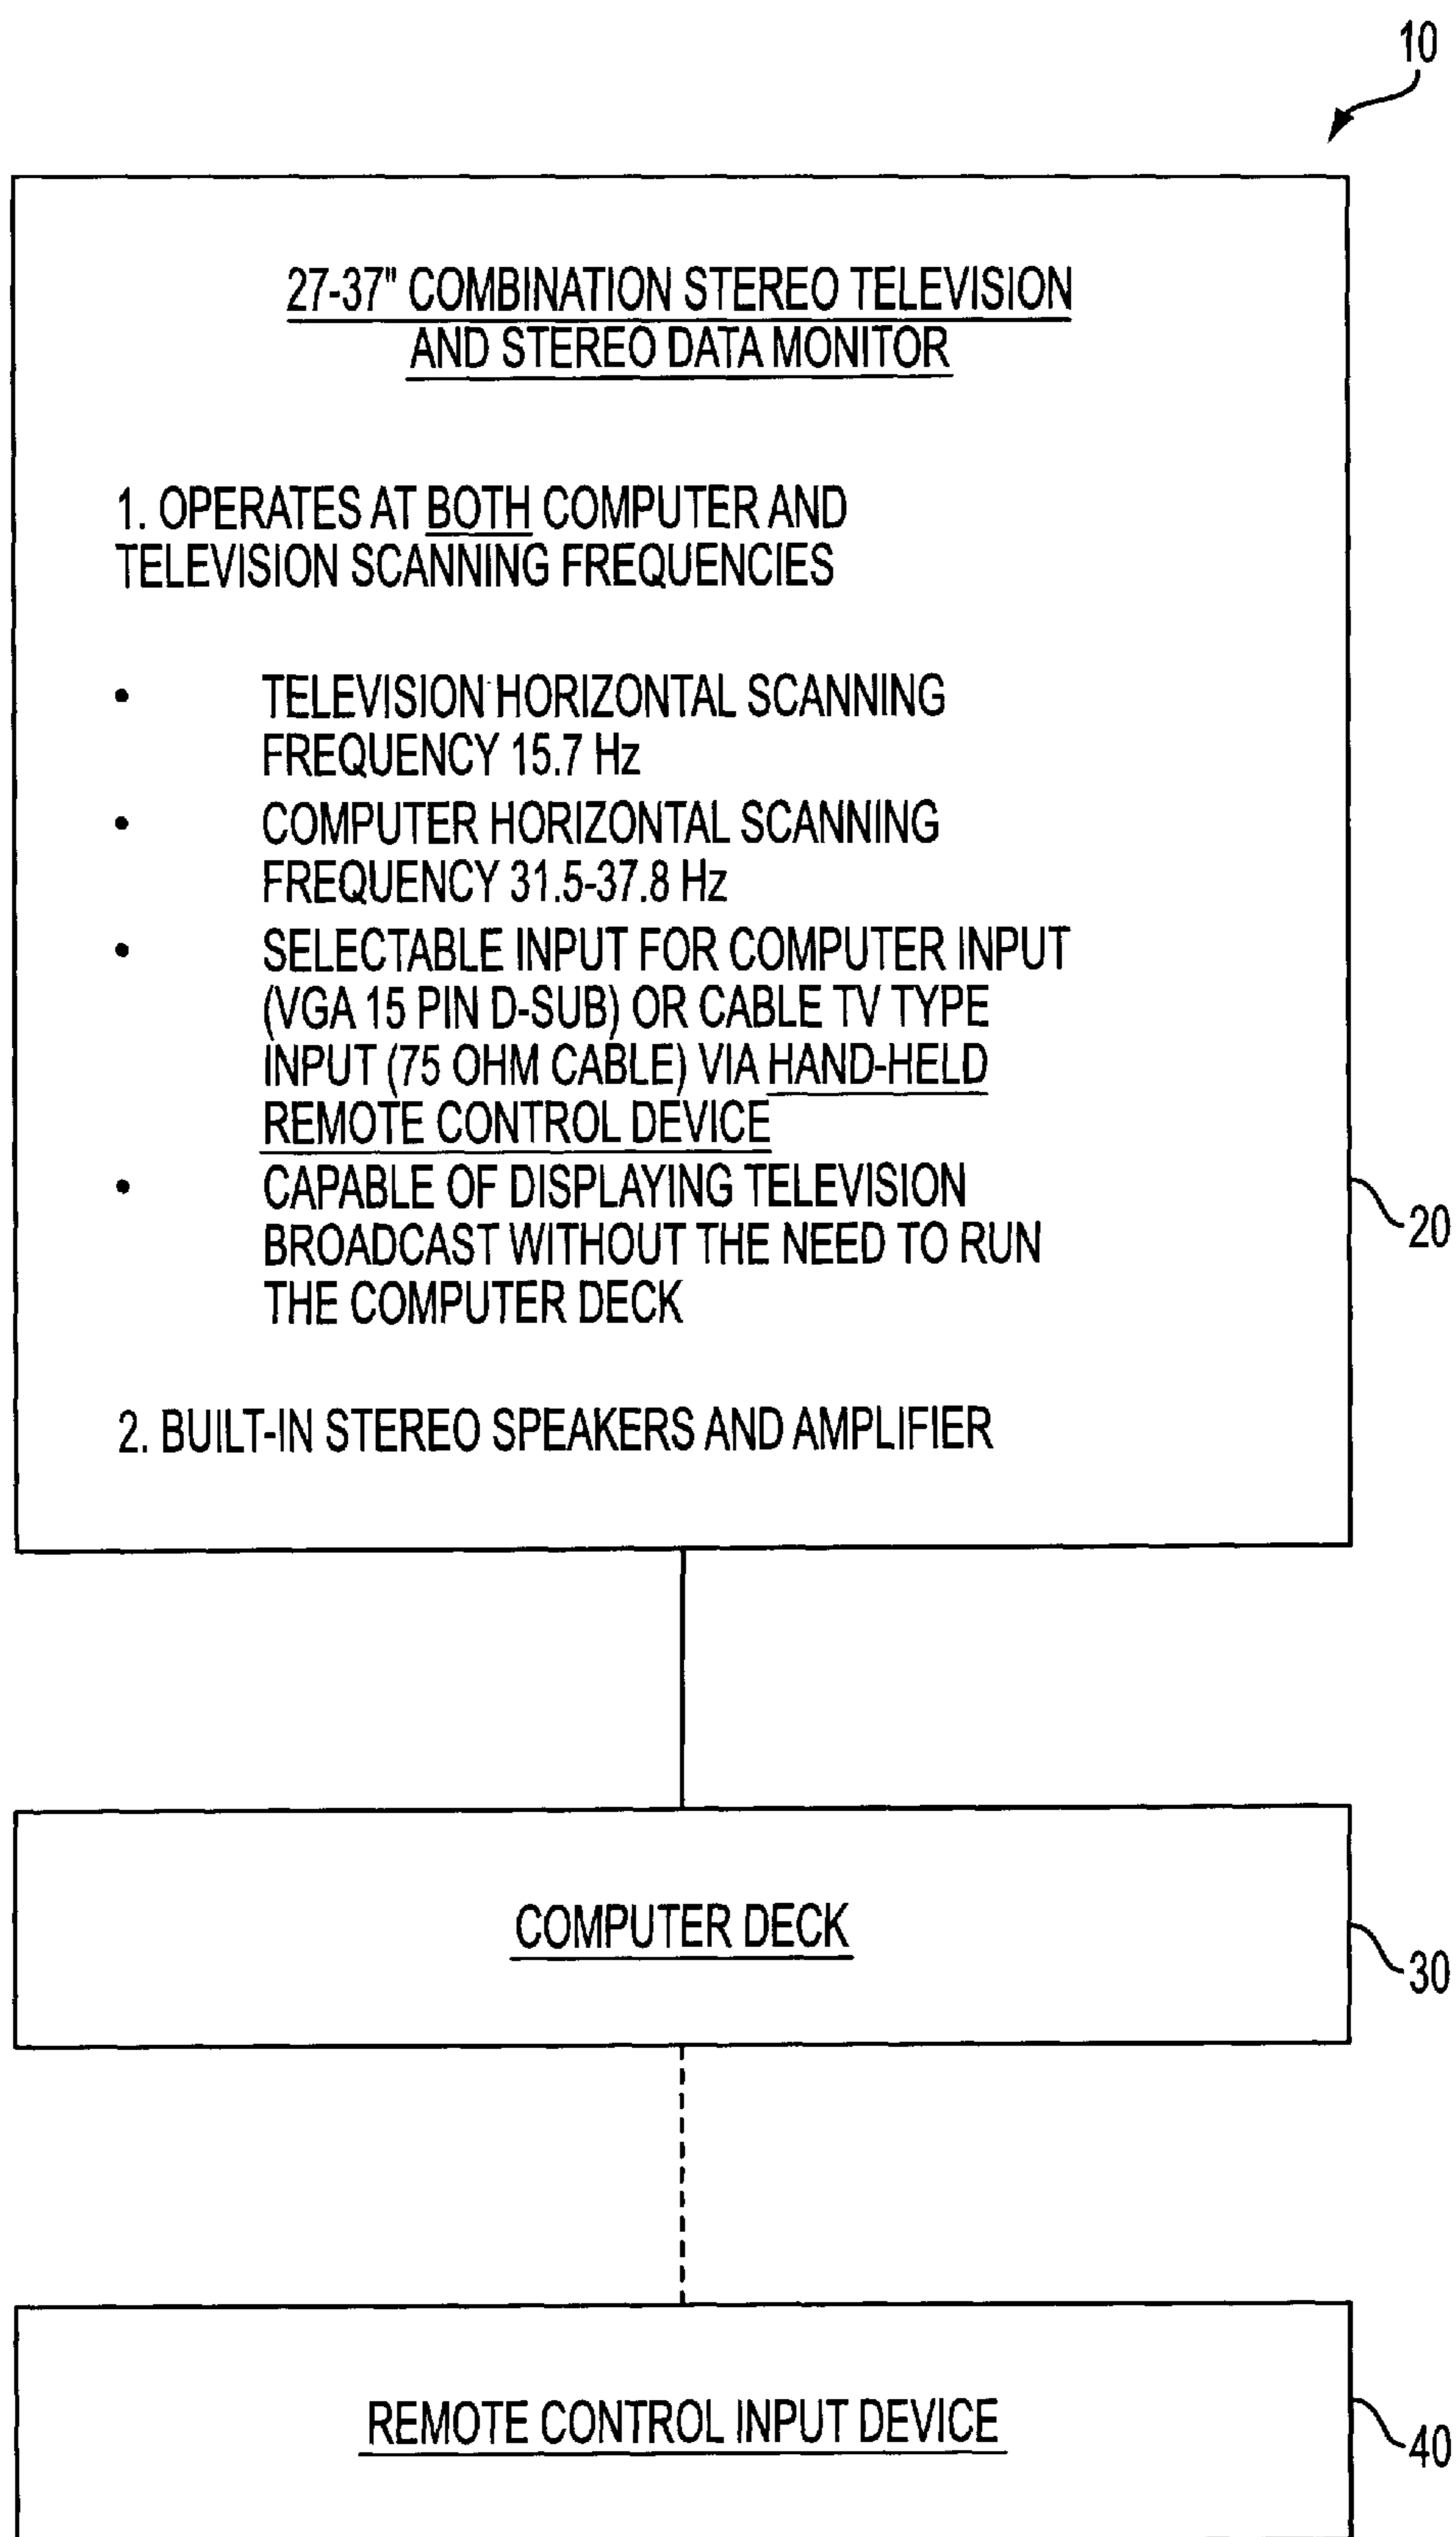 10
27-37" COMBINATION STEREO TELEVISION
AND STEREO DATA MONITOR
1. OPERATES AT BOTH COMPUTER AND
TELEVISION SCANNING FREQUENCIES
• TELEVISION HORIZONTAL SCANNING
FREQUENCY 15.7 Hz
• COMPUTER HORIZONTAL SCANNING
FREQUENCY 31.5-37.8 Hz
• SELECTABLE INPUT FOR COMPUTER INPUT
(VGA 15 PIN D-SUB) OR CABLE TV TYPE
INPUT (75 OHM CABLE) VIA HAND-HELD
REMOTE CONTROL DEVICE
• CAPABLE OF DISPLAYING TELEVISION
BROADCAST WITHOUT THE NEED TO RUN
THE COMPUTER DECK
20
2. BUILT-IN STEREO SPEAKERS AND AMPLIFIER
COMPUTER DECK
30
REMOTE CONTROL INPUT DEVICE
40